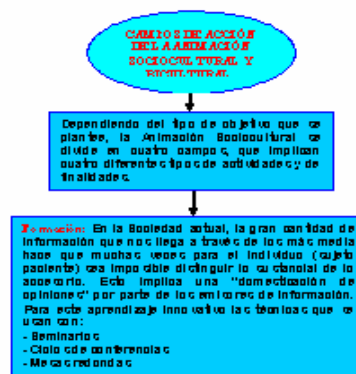 CAMPOS DE ACCIÓN
DE LA ANIMACIÓN
SOCIOCULTURAL Y
BICULTURAL
Dependiendo del tipo de objetivo que se
plantee, la Animación Sociocultural se
divide en cuatro campos, que implican
cuatro diferentes tipos de actividades y de
finalidades.
Formación: En la Sociedad actual, la gran cantidad de
información que nos llega a través de los más media
hace que muchas veces para el individuo (sujeto
paciente) sea imposible distinguir lo sustancial de lo
accesorio. Esto implica una "domesticación de
opiniones" por parte de los emisores de información.
Para este aprendizaje innovativo las técnicas que se
usan son:
- Seminarios
- Ciclos de conferencias
- Mesas redondas